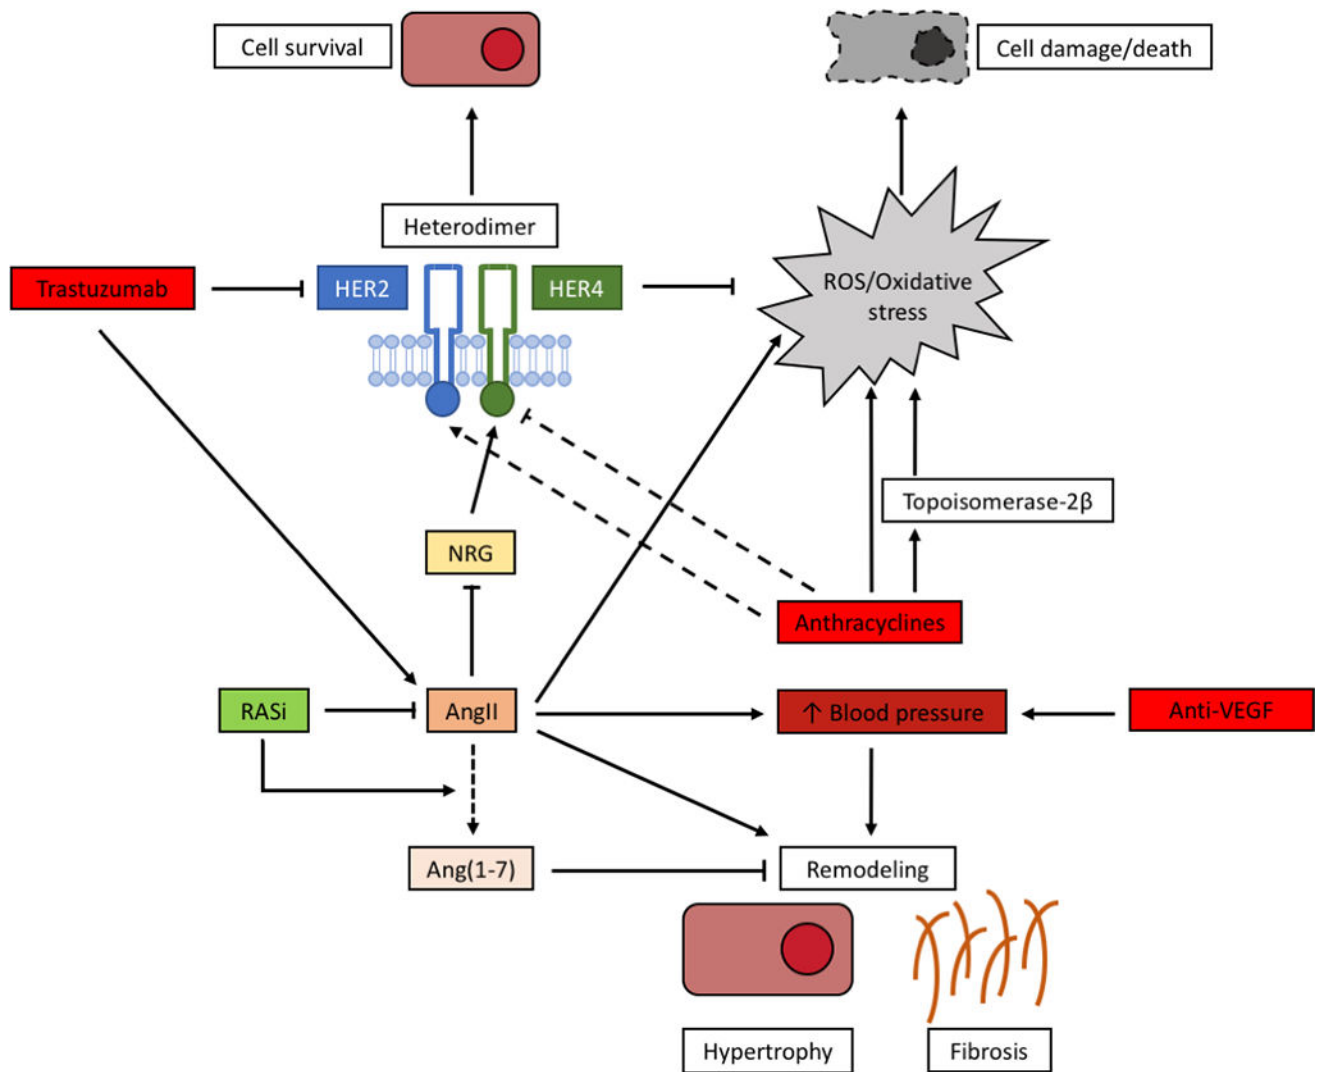 Cell survival
Cell damage/death
Heterodimer
Trastuzumab
HER2
HER4
ROS/Oxidative
stress
Topoisomerase-2β
NRG
Anthracyclines
RASi
AngII
↑ Blood pressure
Anti-VEGF
Ang(1-7)
Remodeling
Hypertrophy
Fibrosis